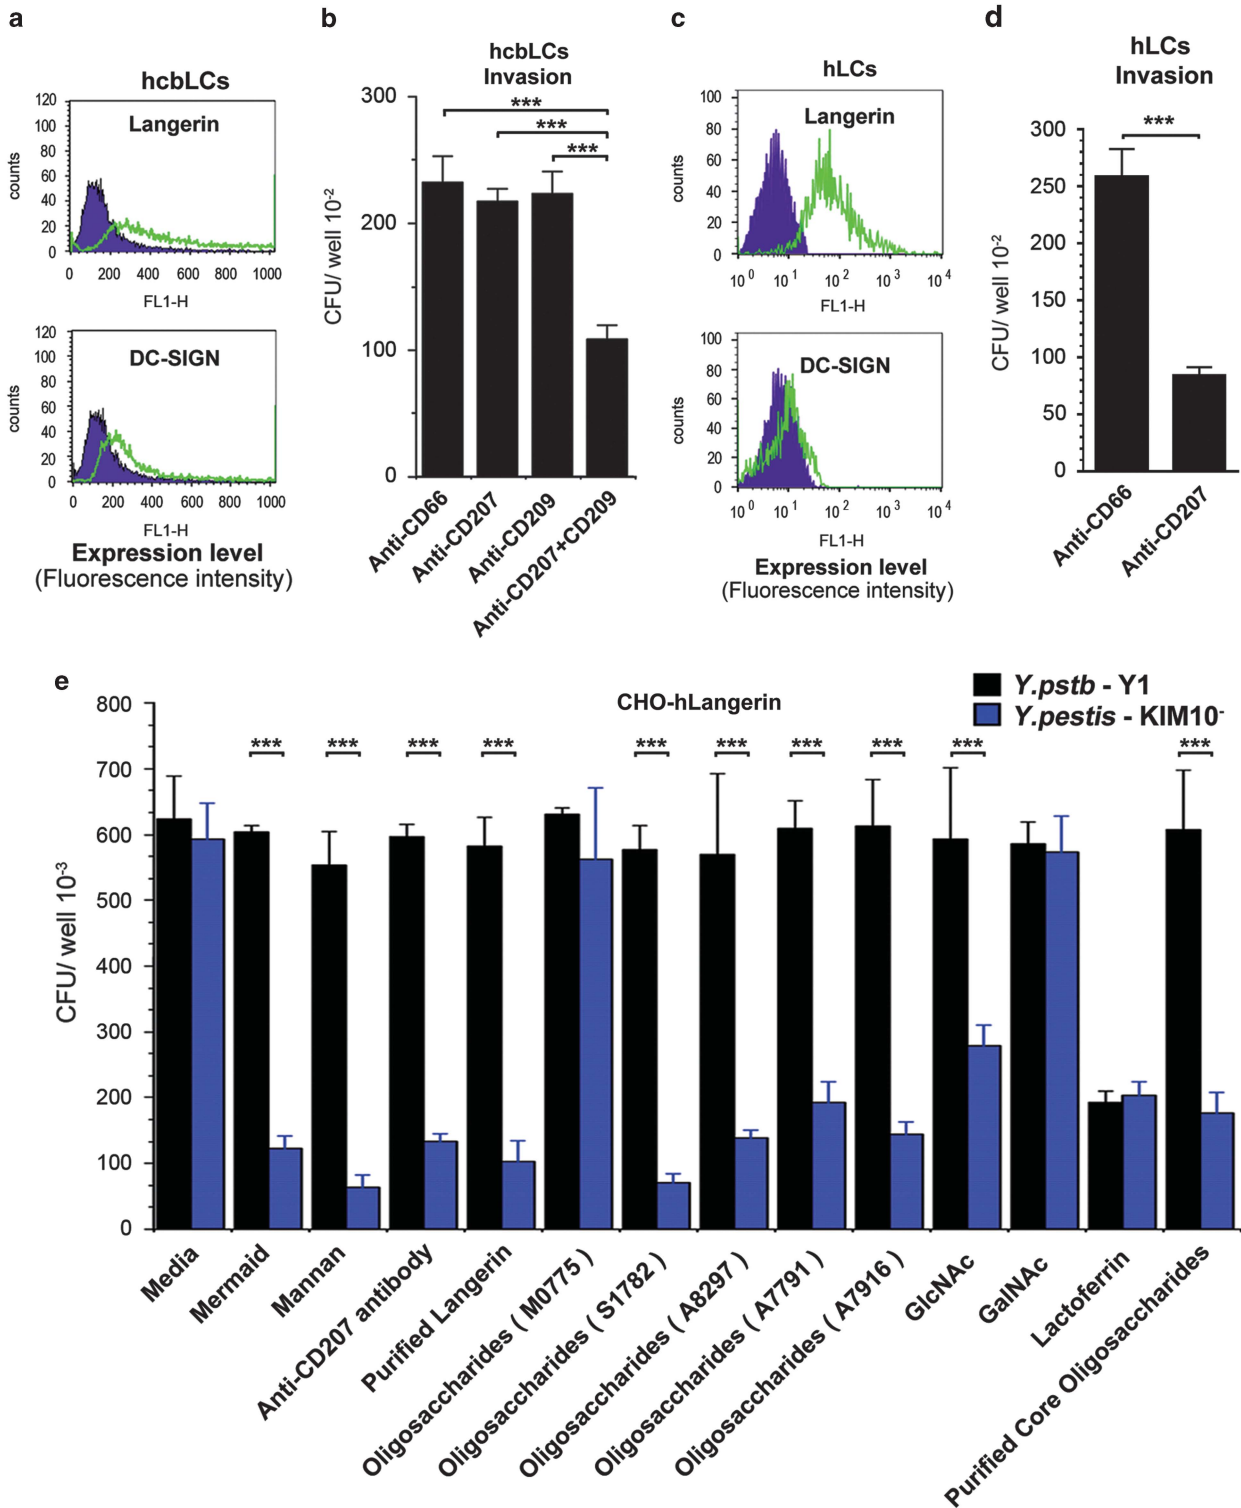 a
hcbLCs
Langerin
120
100
80
60
40
20
0
counts
0 200 400 600 800 1000
FL1-H
DC-SIGN
120
100
80
60
40
20
0
counts
0 200 400 600 800 1000
FL1-H
Expression level
(Fluorescence intensity)
b
hcbLCs
Invasion
***
***
***
300
200
100
0
CFU/ well 10-2
Anti-CD66
Anti-CD207
Anti-CD209
Anti-CD207+CD209
c
hLCs
Langerin
100
80
60
40
20
0
counts
10 0 10 1 10 2 10 3 10 4
FL1-H
DC-SIGN
100
80
60
40
20
0
counts
10 0 10 1 10 2 10 3 10 4
FL1-H
Expression level
(Fluorescence intensity)
d
hLCs
Invasion
***
300
250
200
150
100
50
0
CFU/ well 10-2
Anti-CD66
Anti-CD207
e
CHO-hLangerin
Y.pstb - Y1
Y.pestis - KIM10-
*** *** *** *** *** *** *** *** *** ***
800
700
600
500
400
300
200
100
0
CFU/ well 10-3
Media
Mermaid
Mannan
Anti-CD207 antibody
Purified Langerin
Oligosaccharides ( M0775 )
Oligosaccharides ( S1782 )
Oligosaccharides ( A8297 )
Oligosaccharides ( A7791 )
Oligosaccharides ( A7916 )
GlcNAc
GalNAc
Lactoferrin
Purified Core Oligosaccharides